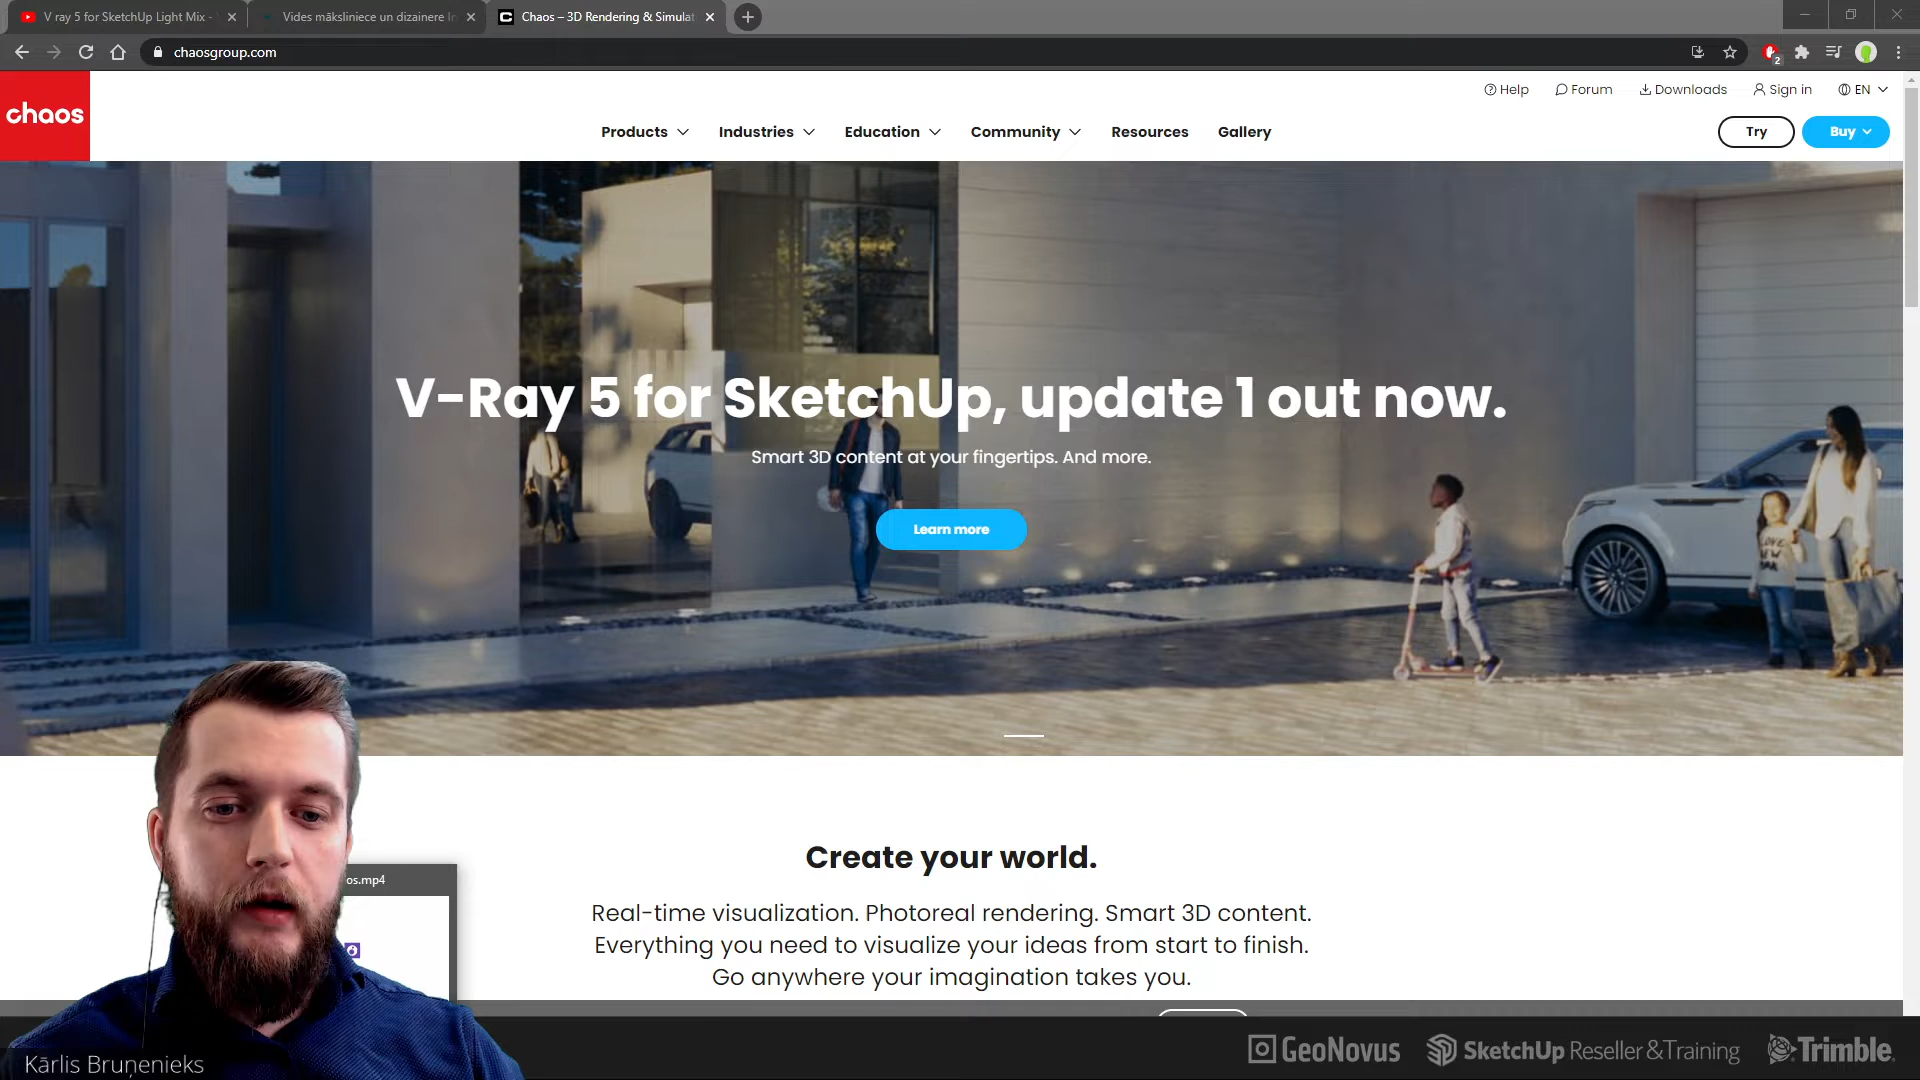 V ray 5 for SketchUp Light Mix -
Vides māksliniece un dizainere In
Chaos – 3D Rendering & Simulat
chaosgroup.com
2
chaos
Help
Forum
Downloads
Sign in
EN
Products
Industries
Education
Community
Resources
Gallery
Try
Buy
V-Ray 5 for SketchUp, update 1 out now.
Smart 3D content at your fingertips. And more.
Learn more
LOVE
NEW
Create your world.
os.mp4
Real-time visualization. Photoreal rendering. Smart 3D content.
Everything you need to visualize your ideas from start to finish.
Go anywhere your imagination takes you.
Kārlis Bruņenieks
GeoNovus
SketchUp Reseller & Training
Trimble